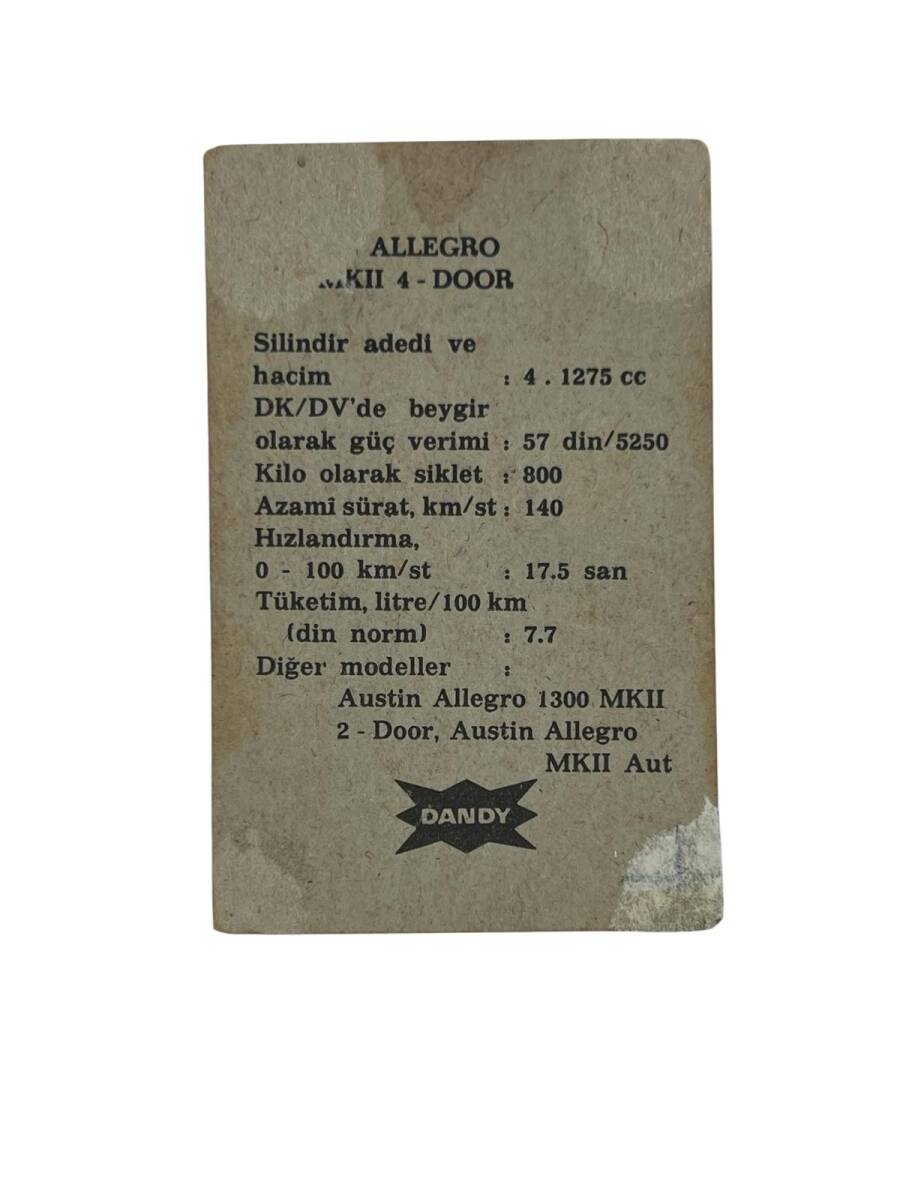 ALLEGRO
MKII 4 - DOOR
Silindir adedi ve
hacim : 4 . 1275 cc
DK/DV'de beygir
olarak güç verimi : 57 din/5250
Kilo olarak siklet : 800
Azamî sürat, km/st : 140
Hızlandırma,
0 - 100 km/st : 17.5 san
Tüketim, litre/100 km
(din norm) : 7.7
Diğer modeller :
Austin Allegro 1300 MKII
2 - Door, Austin Allegro
MKII Aut
DANDY